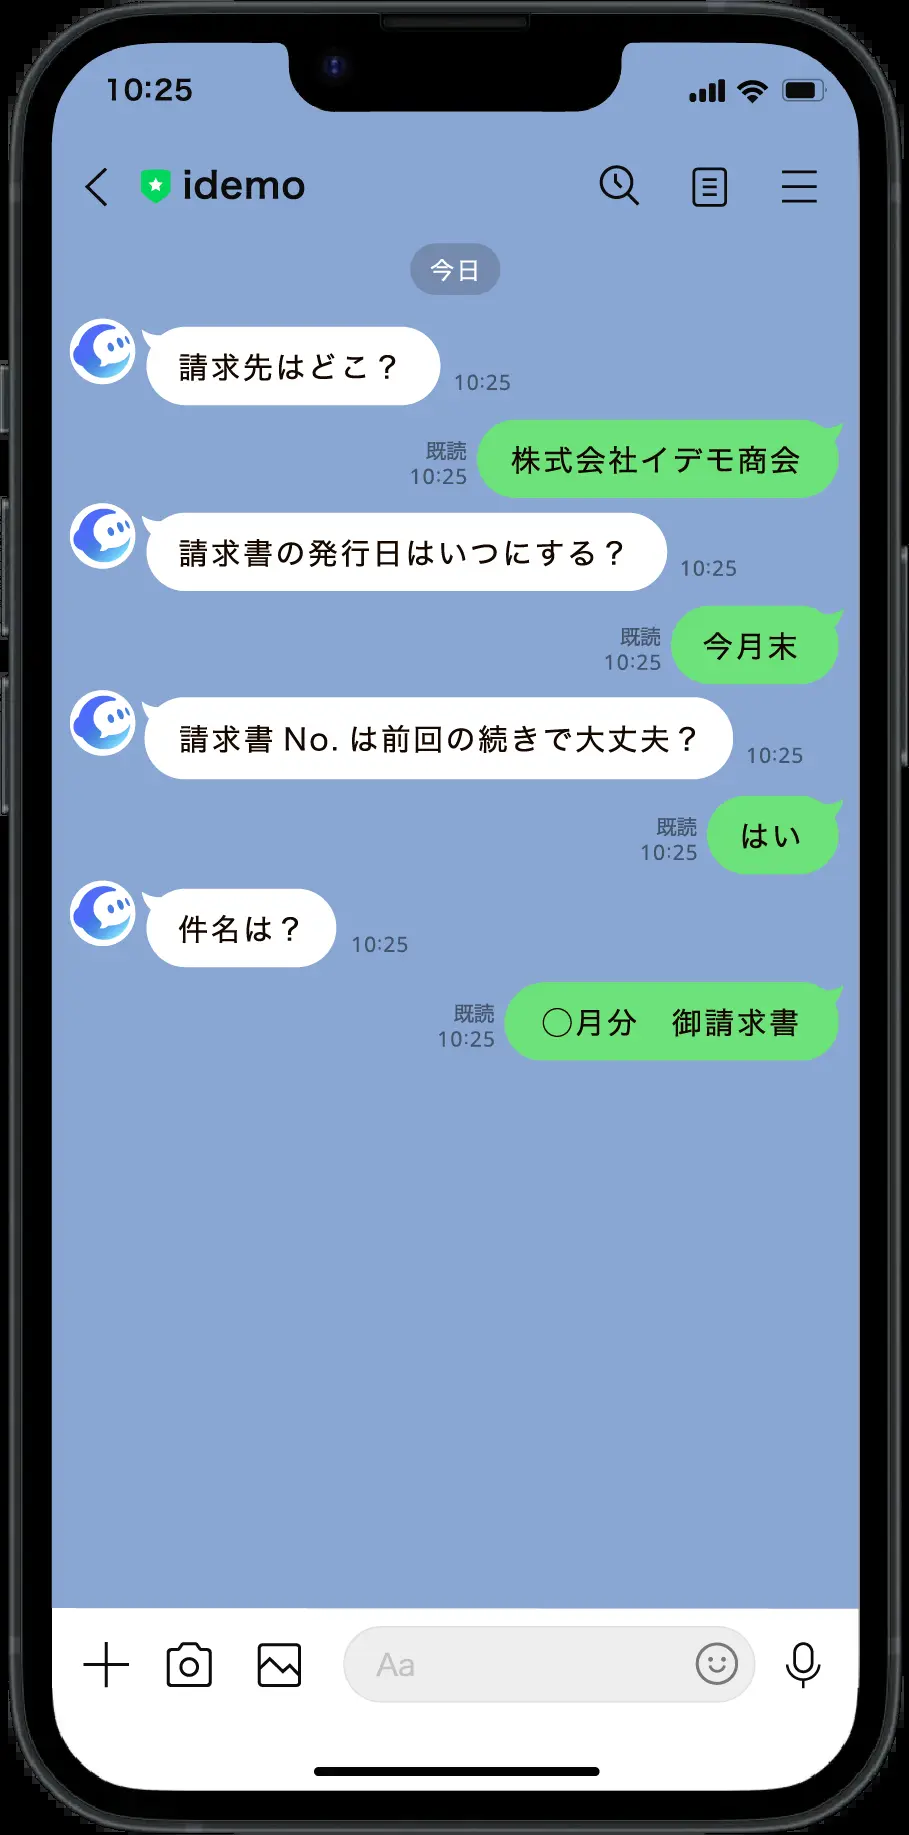 10:25
idemo
今日
請求先はどこ？
10:25
既読
10:25
株式会社イデモ商会
請求書の発行日はいつにする？
10:25
既読
10:25
今月末
請求書 No. は前回の続きで大丈夫？
10:25
既読
10:25
はい
件名は？
10:25
既読
10:25
〇月分　御請求書
Aa